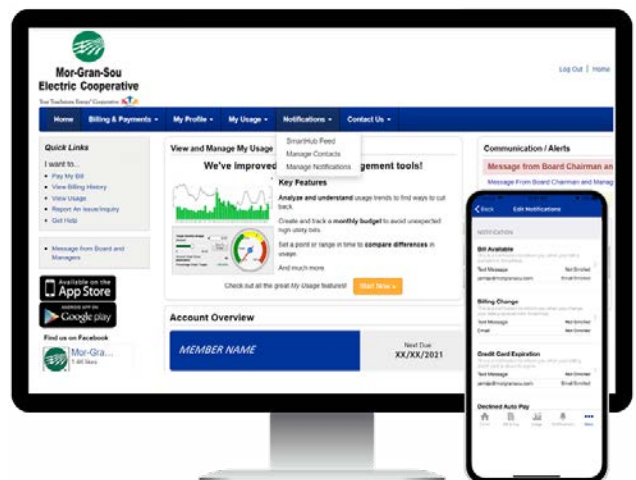 Mor-Gran-Sou
Electric Cooperative
Your Touchstone Energy® Cooperative
Log Out | Home
Home
Billing & Payments
My Profile
My Usage
Notifications
Contact Us
SmartHub Feed
Manage Contacts
Manage Notifications
Quick Links
I want to...
• Pay My Bill
• View Billing History
• View Usage
• Report An Issue/Inquiry
• Get Help
• Message from Board and
Managers
Available on the
App Store
ANDROID APP ON
Google play
Find us on Facebook
Mor-Gra...
View and Manage My Usage
We've improved
gement tools!
Key Features
Analyze and understand usage trends to find ways to cut
back.
Create and track a monthly budget to avoid unexpected
high utility bills.
Set a point or range in time to compare differences in
usage.
And much more
Check out all the great My Usage features!
Start Now »
Account Overview
MEMBER NAME
Next Due
XX/XX/2021
Communication / Alerts
Message from Board Chairman an
Message From Board Chairman and Manag
Back
Edit Notifications
NOTIFICATION
Bill Available
Text Message
Not Enrolled
Email Enrolled
Billing Change
Text Message
Not Enrolled
Email
Not Enrolled
Credit Card Expiration
Text Message
Not Enrolled
Email Enrolled
Declined Auto Pay